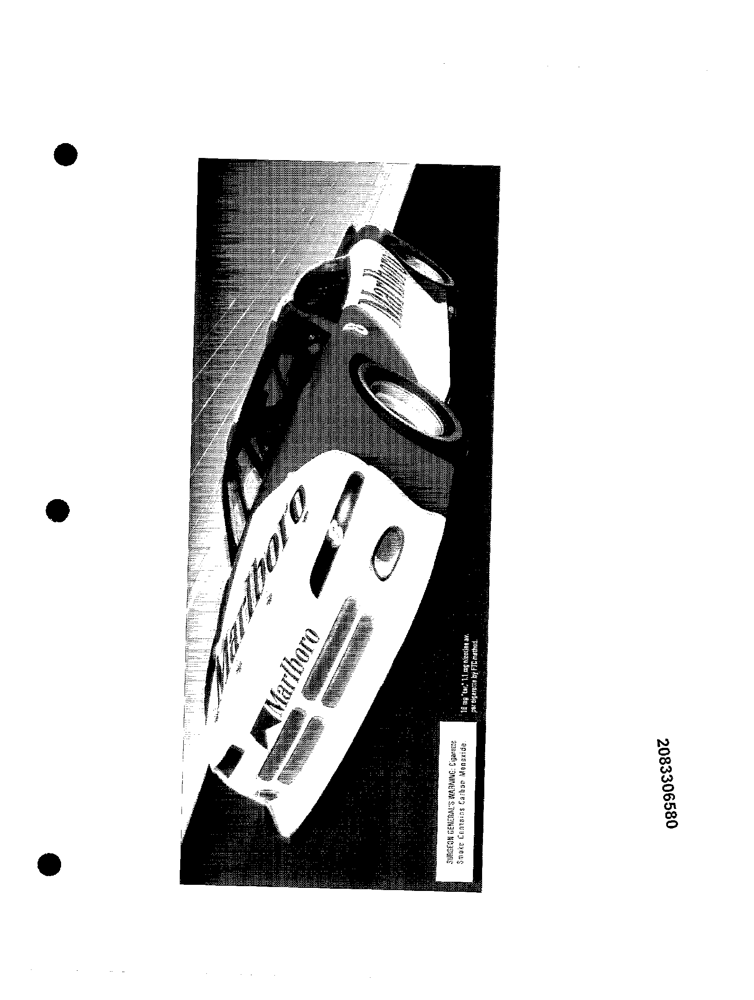 Marlboro
8
Marlboro
Marlboro
16 mg "tar," 1.1 mg nicotine av.
per cigarette by FTC method.
SURGEON GENERAL'S WARNING: Cigarette
Smoke Contains Carbon Monoxide.
2083306580